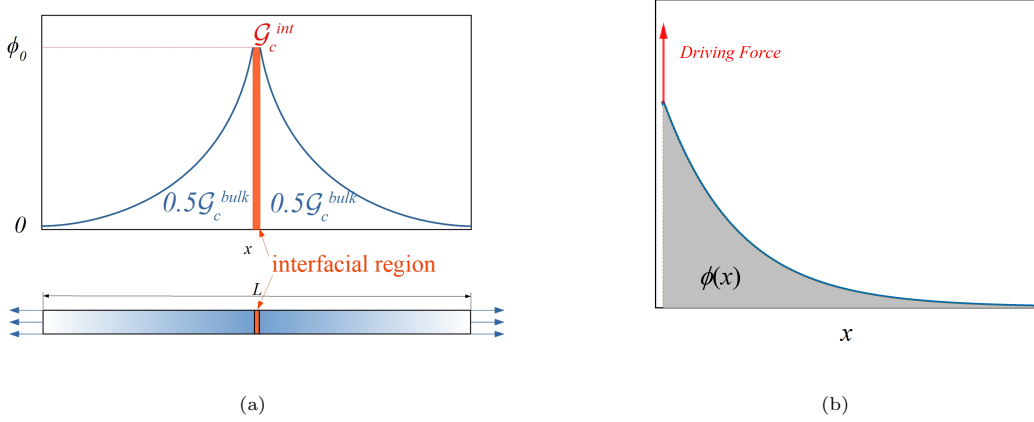 𝒢c^int
ϕ0
0.5𝒢c^bulk 0.5𝒢c^bulk
0
x
interfacial region
L
(a)
Driving Force
ϕ(x)
x
(b)